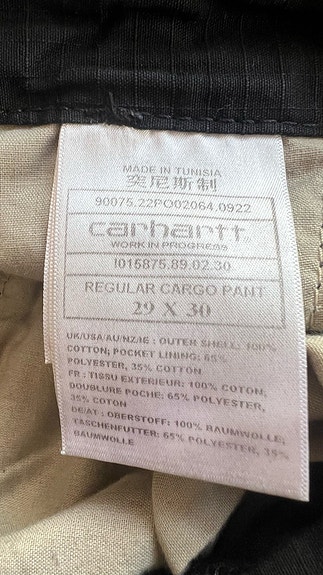 MADE IN TUNISIA
突尼斯制
90075.22PO02064.0922
carhartt
WORK IN PROGRESS
I015875.89.02.30
REGULAR CARGO PANT
29 X 30
UK/USA/AU/NZ/IE : OUTER SHELL: 100%
COTTON; POCKET LINING: 65%
POLYESTER, 35% COTTON
FR : TISSU EXTERIEUR: 100% COTON;
DOUBLURE POCHE: 65% POLYESTER,
35% COTON
DE/AT : OBERSTOFF: 100% BAUMWOLLE;
TASCHENFUTTER: 65% POLYESTER, 35%
BAUMWOLLE